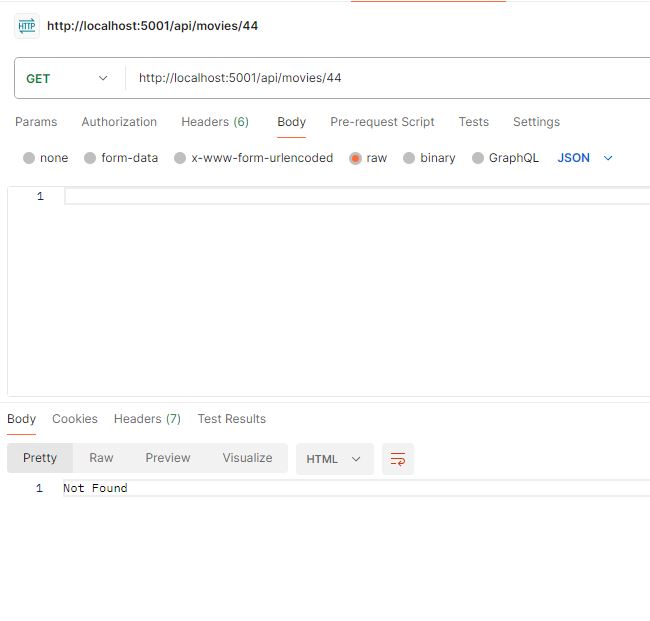 HTTP http://localhost:5001/api/movies/44
GET http://localhost:5001/api/movies/44
Params Authorization Headers (6) Body Pre-request Script Tests Settings
none form-data x-www-form-urlencoded raw binary GraphQL JSON
1
Body Cookies Headers (7) Test Results
Pretty Raw Preview Visualize HTML
1 Not Found